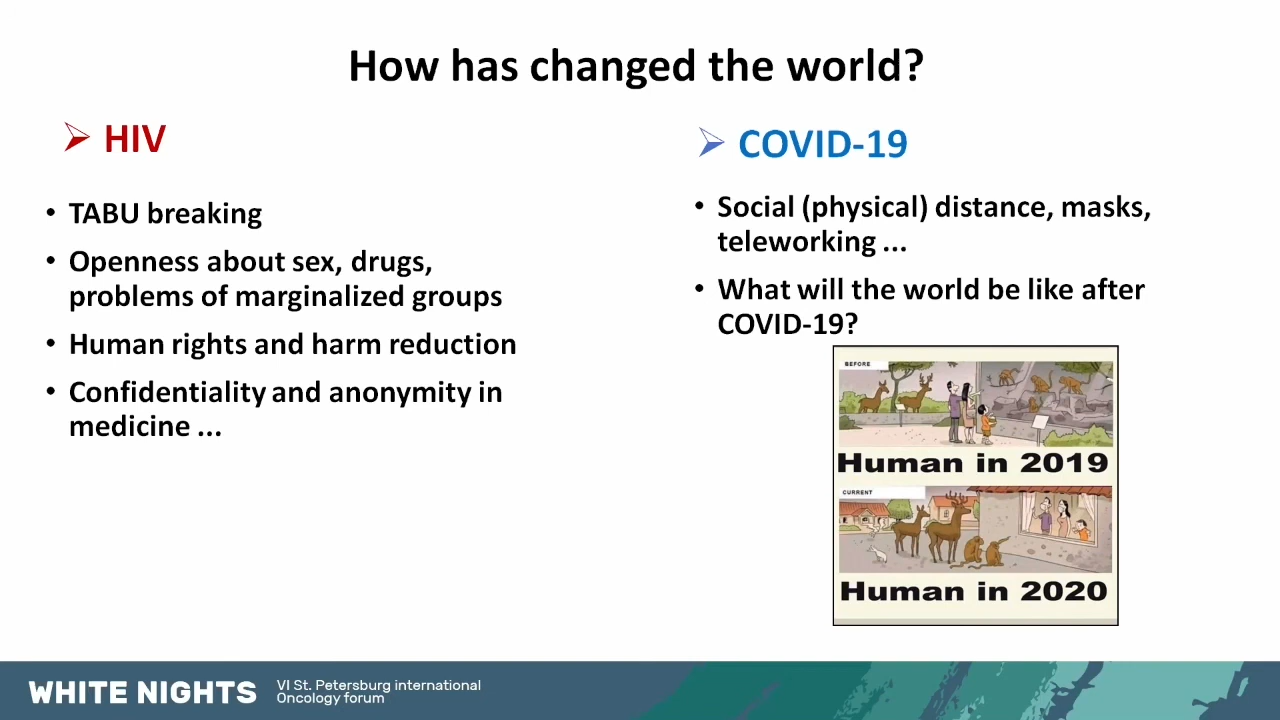 How has changed the world?
HIV
• TABU breaking
• Openness about sex, drugs,
problems of marginalized groups
• Human rights and harm reduction
• Confidentiality and anonymity in
medicine ...
COVID-19
• Social (physical) distance, masks,
teleworking ...
• What will the world be like after
COVID-19?
BEFORE
Human in 2019
CURRENT
Human in 2020
WHITE NIGHTS
VI St. Petersburg international
Oncology forum